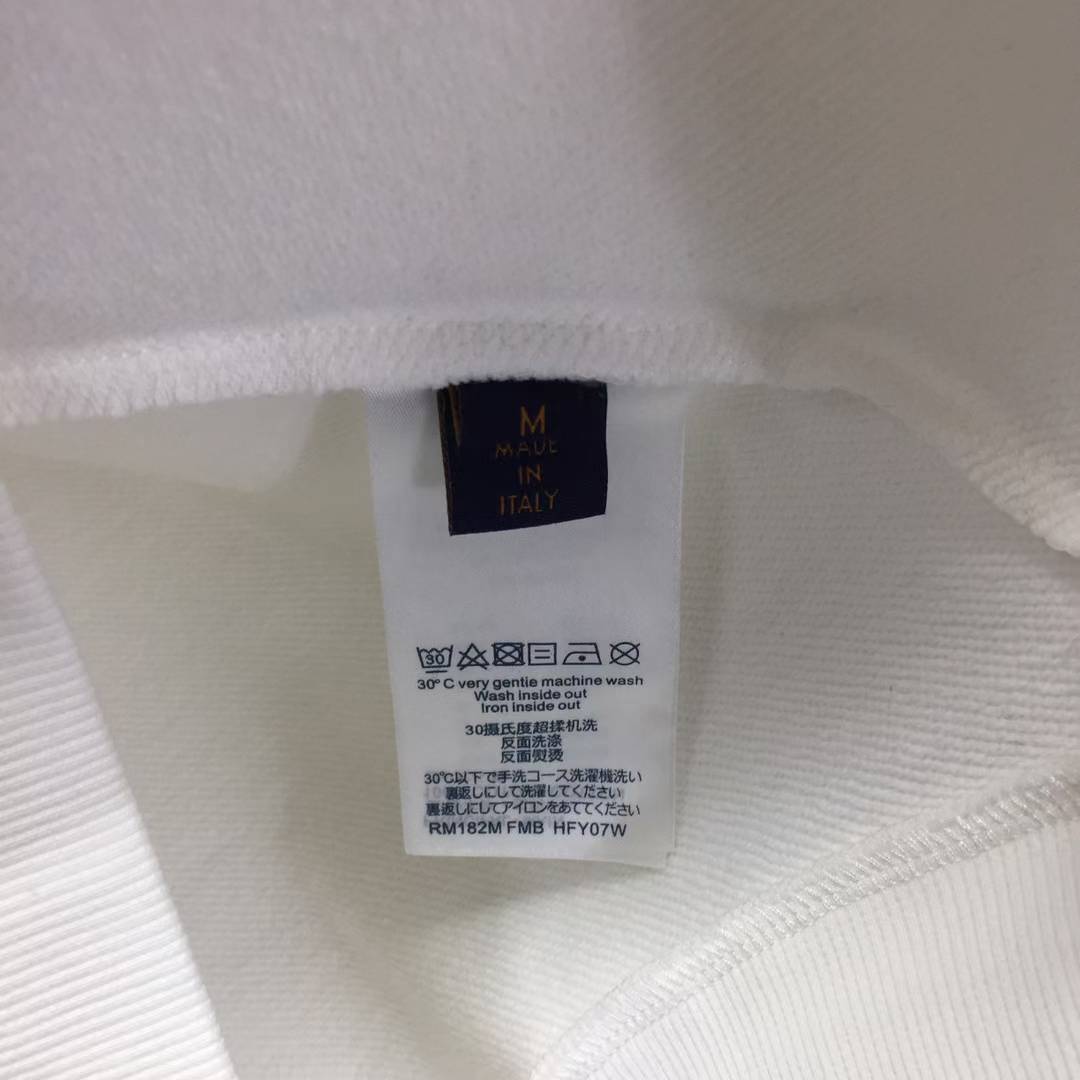 M
MADE
IN
ITALY
30
30°C very gentle machine wash
Wash inside out
Iron inside out
30摄氏度超揉机洗
反面洗涤
反面熨烫
30℃以下で手洗コース洗濯機洗い
裏返しにして洗濯してください
裏返しにしてアイロンをあててください
RM182M FMB HFY07W